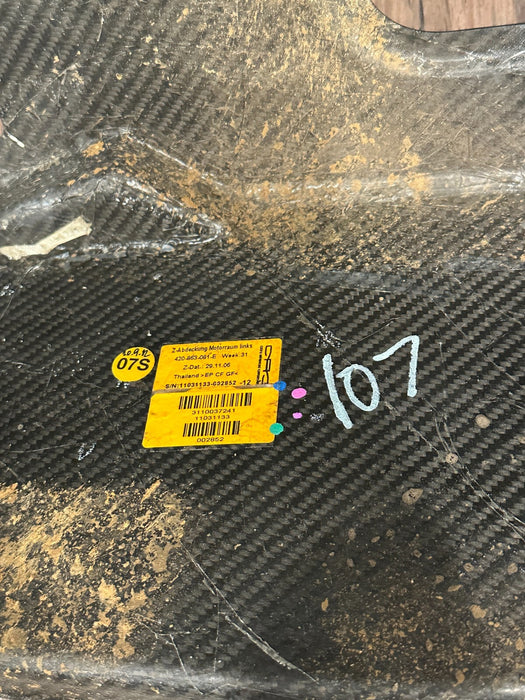 Z-Abdeckung Motorraum links
420-863-081-E Week: 31
Z-Dat.: 29.11.06
Thailand >EP CF GF<
S/N:11031133-002852 -12
3110037241
11031133
002852
07S
107